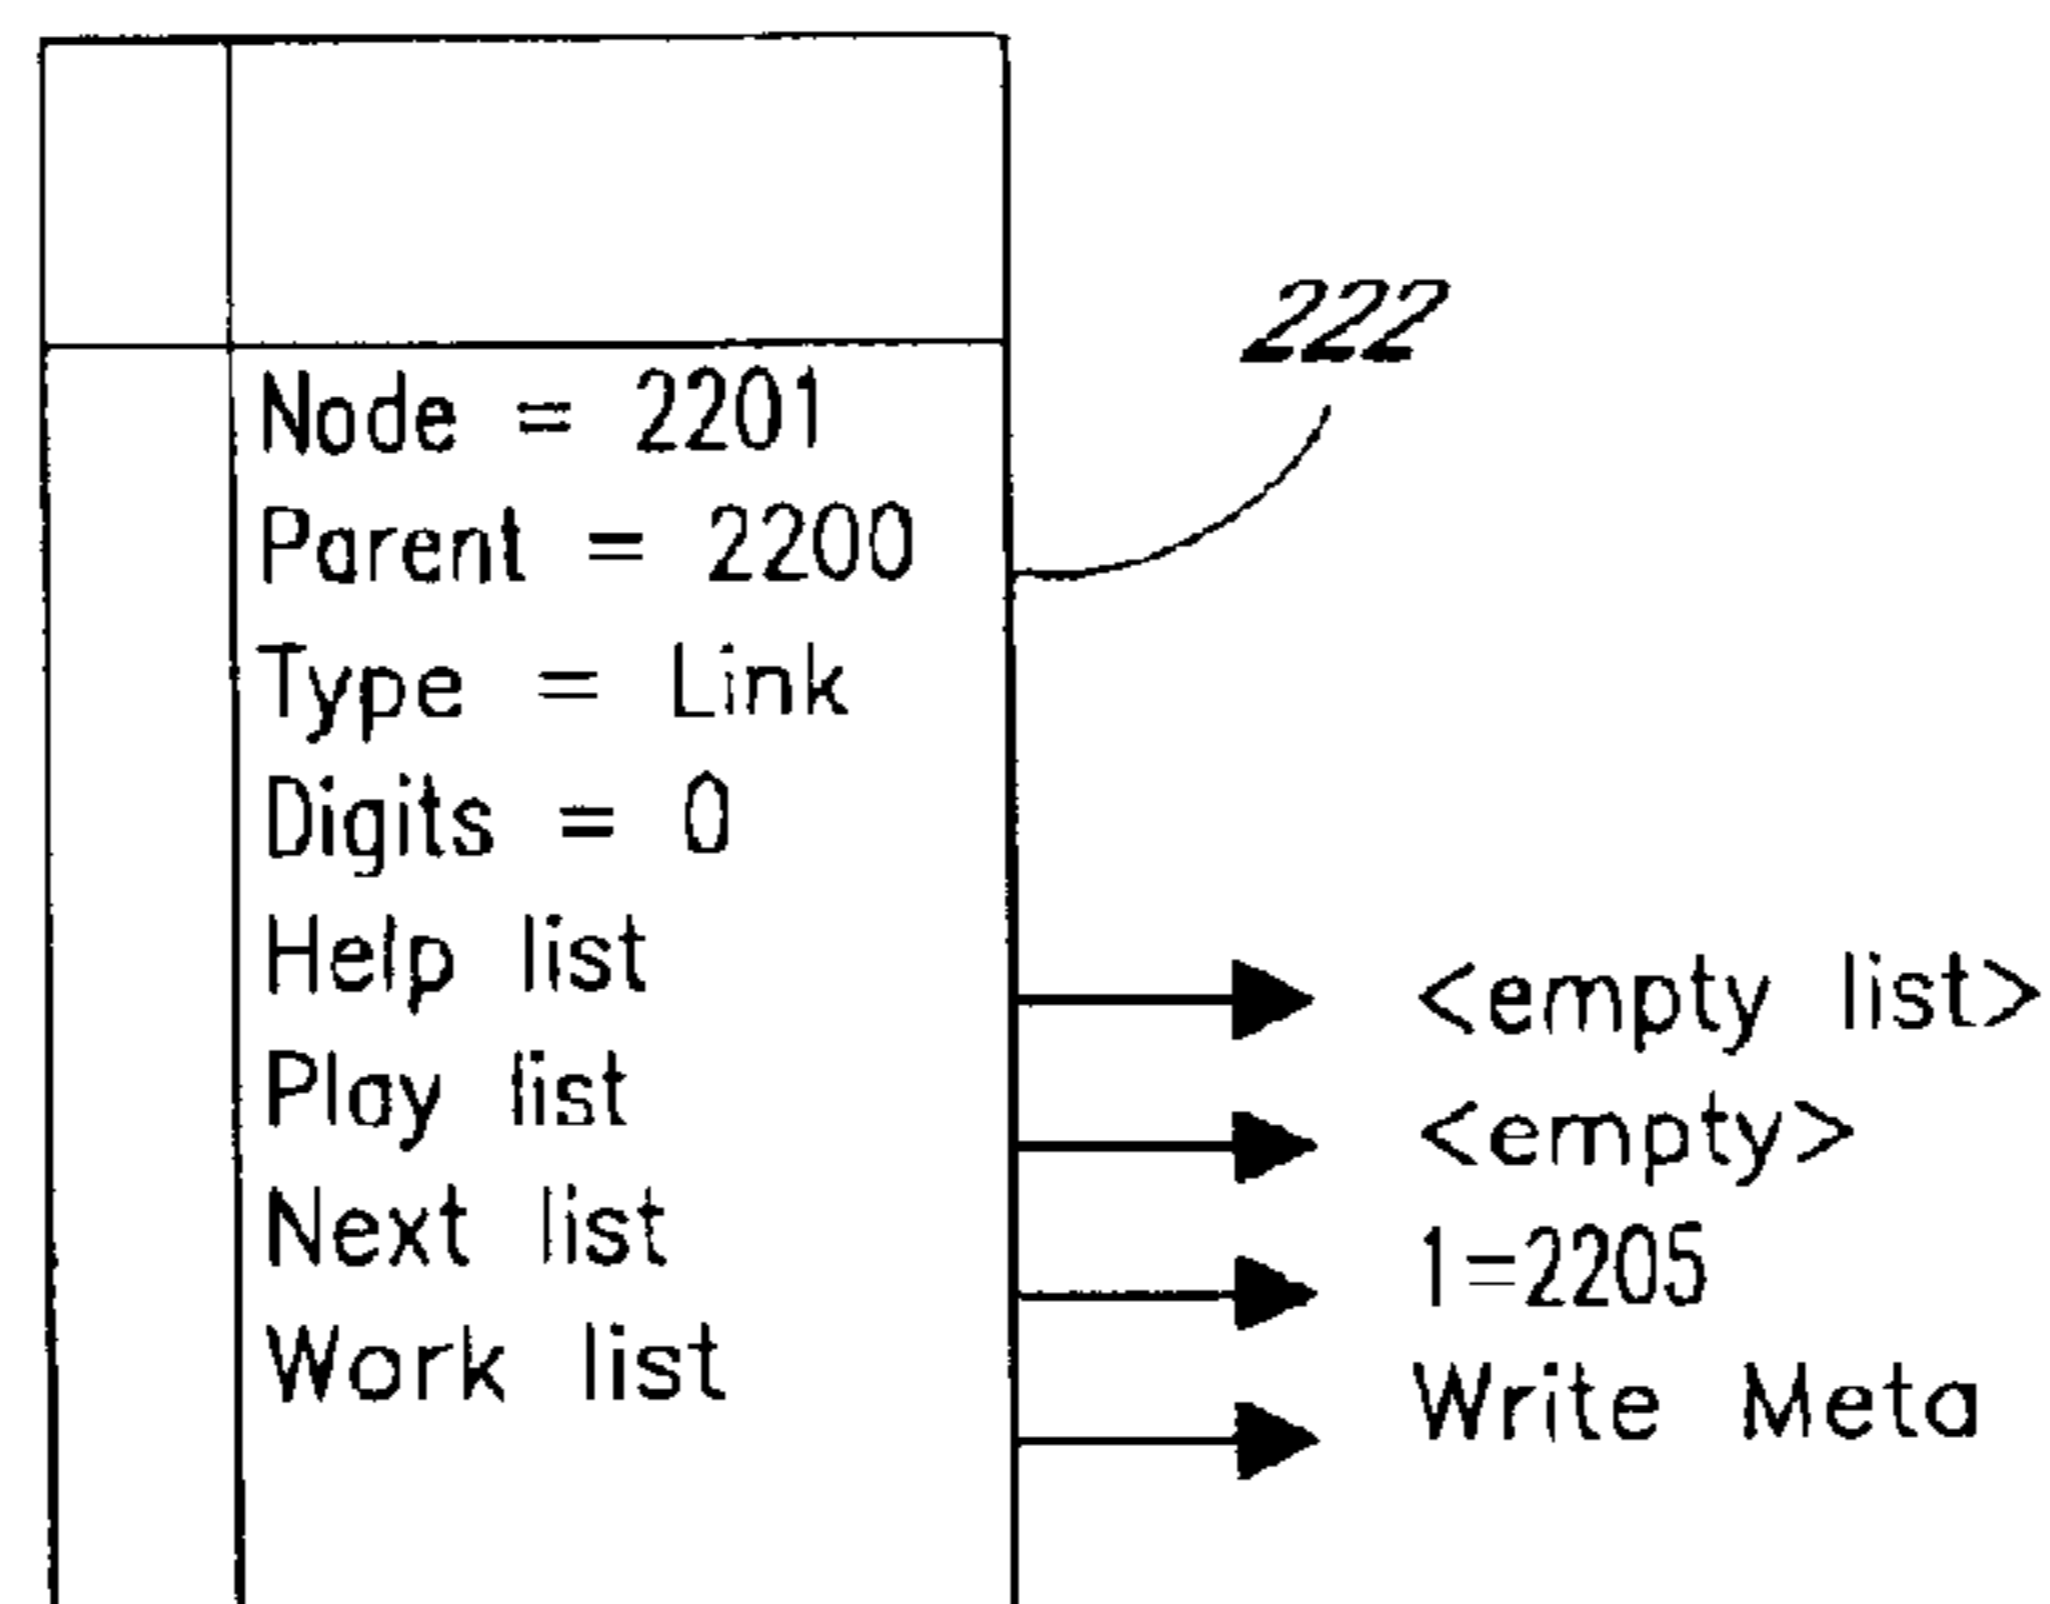 222
Node = 2201
Parent = 2200
Type = Link
Digits = 0
Help list
<empty list>
Play list
<empty>
Next list
1=2205
Work list
Write Meta